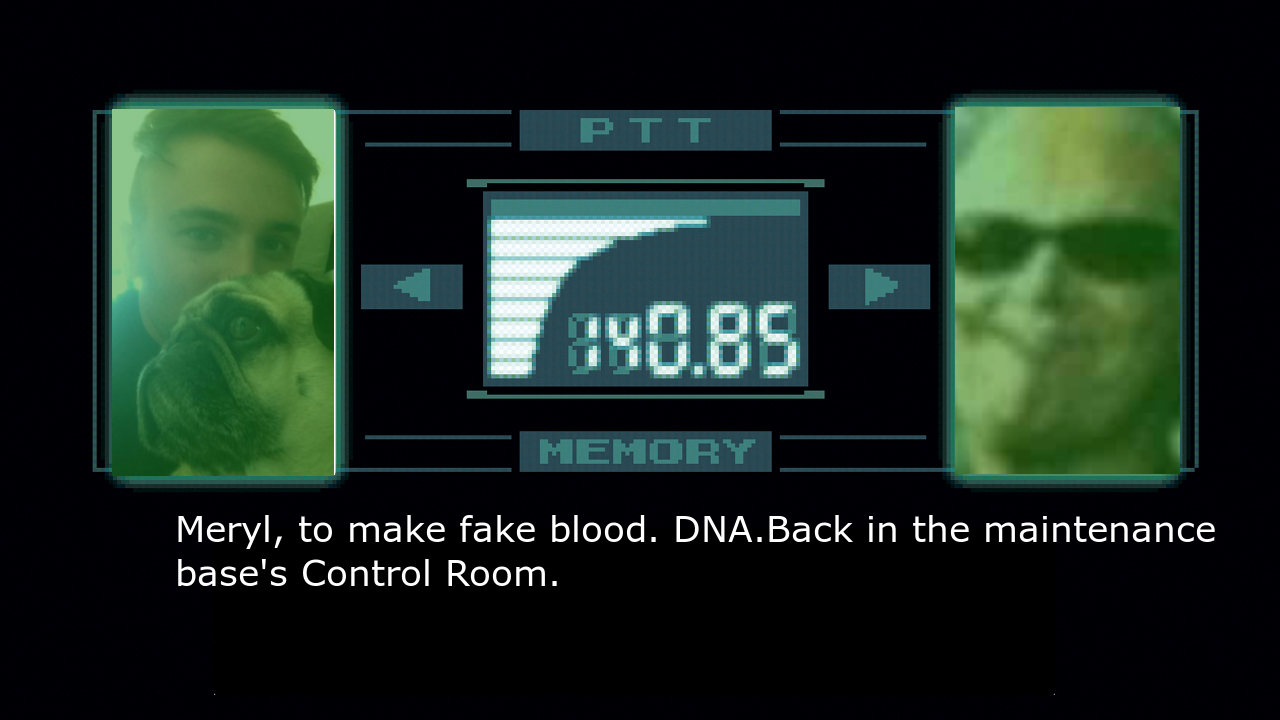 PTT
140.85
MEMORY
Meryl, to make fake blood. DNA.Back in the maintenance
base's Control Room.